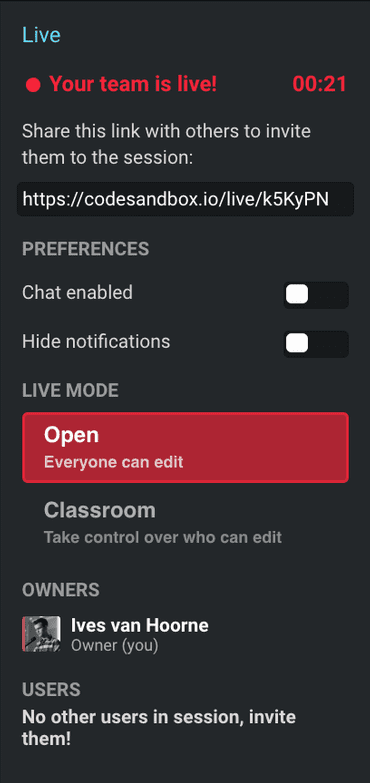 Live
Your team is live! 00:21
Share this link with others to invite
them to the session:
https://codesandbox.io/live/k5KyPN
PREFERENCES
Chat enabled
Hide notifications
LIVE MODE
Open
Everyone can edit
Classroom
Take control over who can edit
OWNERS
Ives van Hoorne
Owner (you)
USERS
No other users in session, invite
them!